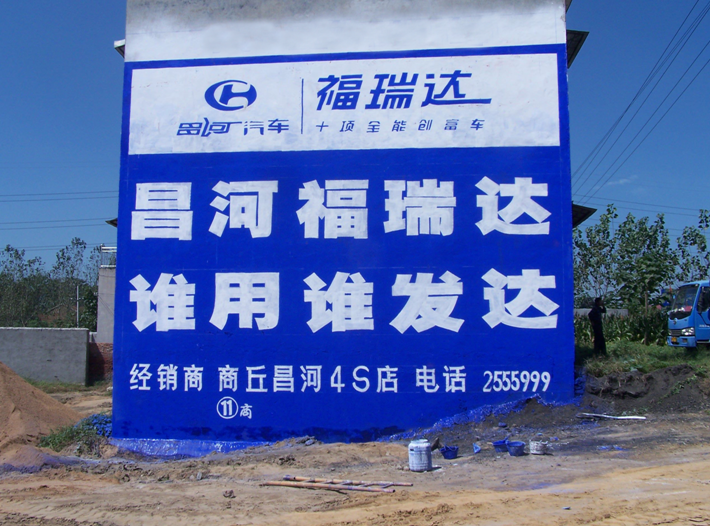 昌河汽车
福瑞达
十项全能创富车
昌河福瑞达
谁用谁发达
经销商 商丘昌河4S店 电话 2555999
⑪商